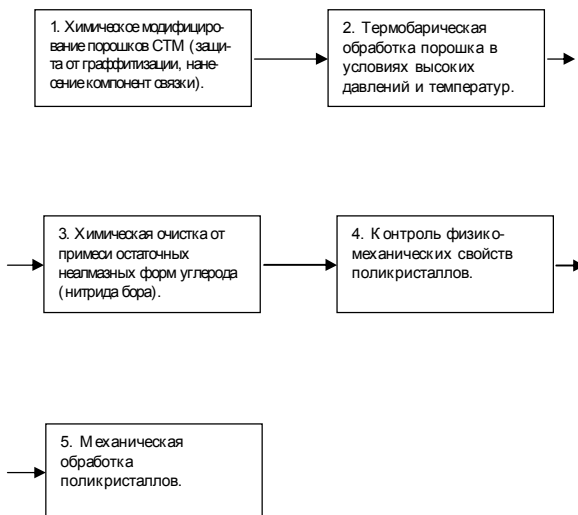 1. Химическое модифициро-
вание порошков СТМ (защи-
та от граффитизации, нане-
сение компонент связки).
2. Термобарическая
обработка порошка в
условиях высоких
давлений и температур.
3. Химическая очистка от
примеси остаточных
неалмазных форм углерода
(нитрида бора).
4. Контроль физико-
механических свойств
поликристаллов.
5. Механическая
обработка
поликристаллов.